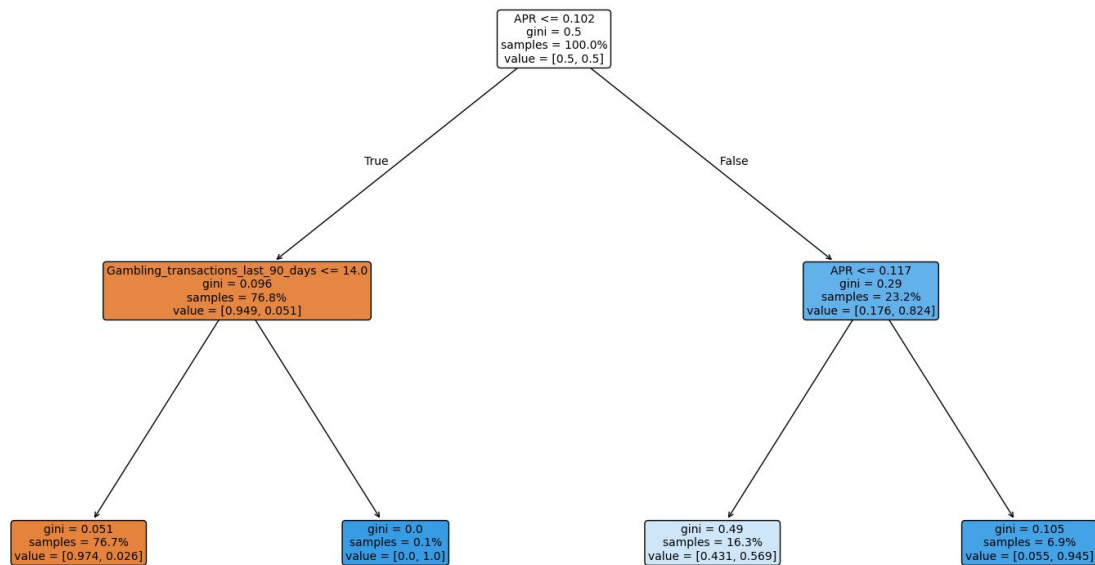 APR <= 0.102
gini = 0.5
samples = 100.0%
value = [0.5, 0.5]
True
False
Gambling_transactions_last_90_days <= 14.0
gini = 0.096
samples = 76.8%
value = [0.949, 0.051]
APR <= 0.117
gini = 0.29
samples = 23.2%
value = [0.176, 0.824]
gini = 0.051
samples = 76.7%
value = [0.974, 0.026]
gini = 0.0
samples = 0.1%
value = [0.0, 1.0]
gini = 0.49
samples = 16.3%
value = [0.431, 0.569]
gini = 0.105
samples = 6.9%
value = [0.055, 0.945]